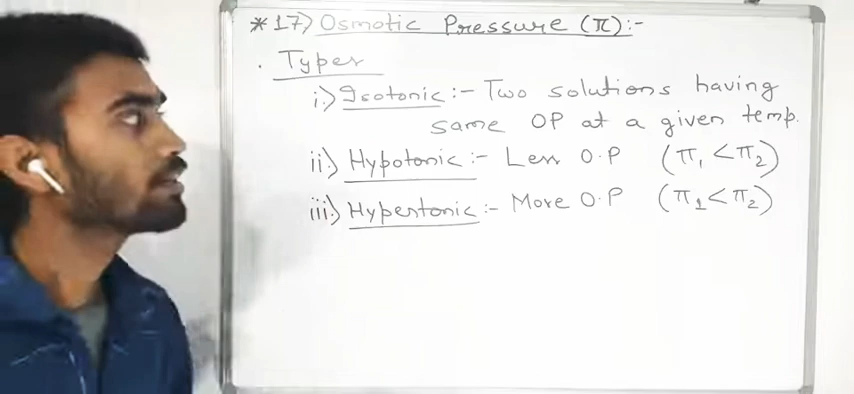 * 17) Osmotic Pressure (π):-
. Types
i.) Isotonic :- Two solutions having
same OP at a given temp.
ii.) Hypotonic :- Less O.P (π₁ < π₂)
iii.) Hypertonic :- More O.P (π₁ < π₂)